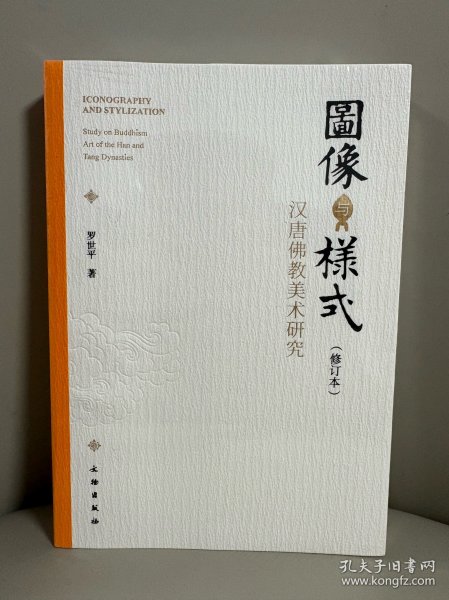 ICONOGRAPHY
AND STYLIZATION
Study on Buddhism
Art of the Han and
Tang Dynasties
圖像与樣式
(修订本)
汉唐佛教美术研究
罗世平 著
文物出版社
孔夫子旧书网
www.kongfz.com